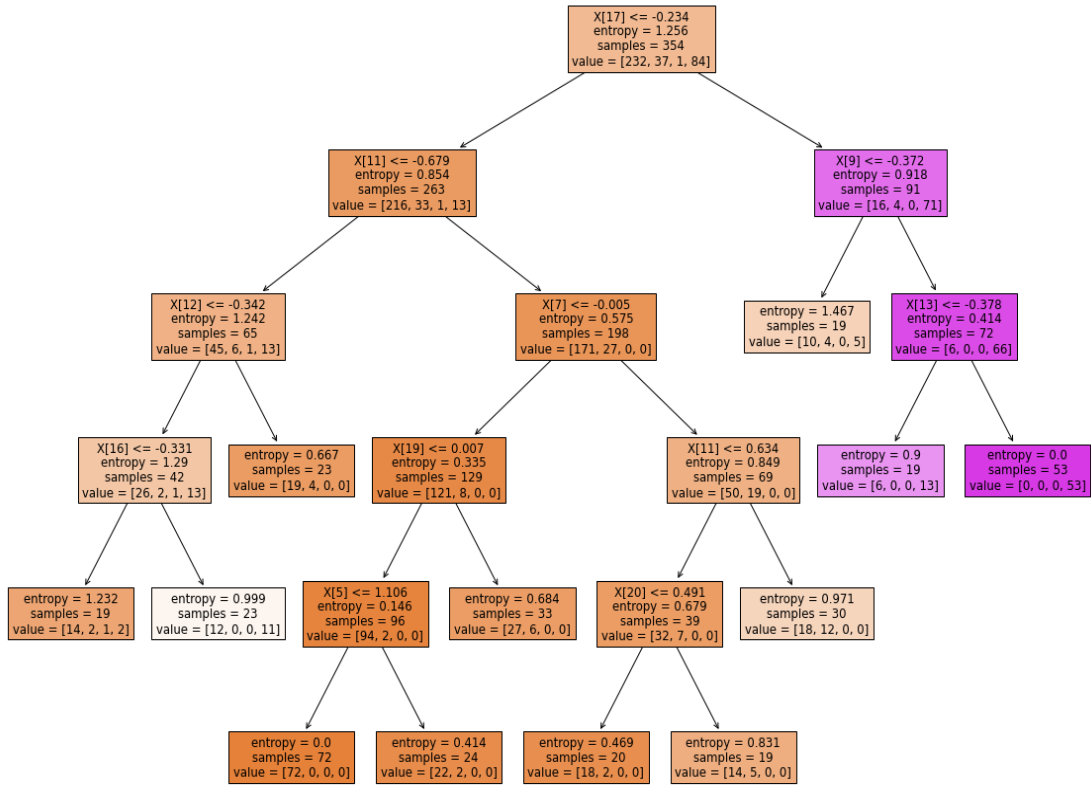 X[17] <= -0.234
entropy = 1.256
samples = 354
value = [232, 37, 1, 84]
X[11] <= -0.679
entropy = 0.854
samples = 263
value = [216, 33, 1, 13]
X[9] <= -0.372
entropy = 0.918
samples = 91
value = [16, 4, 0, 71]
X[12] <= -0.342
entropy = 1.242
samples = 65
value = [45, 6, 1, 13]
X[7] <= -0.005
entropy = 0.575
samples = 198
value = [171, 27, 0, 0]
entropy = 1.467
samples = 19
value = [10, 4, 0, 5]
X[13] <= -0.378
entropy = 0.414
samples = 72
value = [6, 0, 0, 66]
X[16] <= -0.331
entropy = 1.29
samples = 42
value = [26, 2, 1, 13]
entropy = 0.667
samples = 23
value = [19, 4, 0, 0]
X[19] <= 0.007
entropy = 0.335
samples = 129
value = [121, 8, 0, 0]
X[11] <= 0.634
entropy = 0.849
samples = 69
value = [50, 19, 0, 0]
entropy = 0.9
samples = 19
value = [6, 0, 0, 13]
entropy = 0.0
samples = 53
value = [0, 0, 0, 53]
entropy = 1.232
samples = 19
value = [14, 2, 1, 2]
entropy = 0.999
samples = 23
value = [12, 0, 0, 11]
X[5] <= 1.106
entropy = 0.146
samples = 96
value = [94, 2, 0, 0]
entropy = 0.684
samples = 33
value = [27, 6, 0, 0]
X[20] <= 0.491
entropy = 0.679
samples = 39
value = [32, 7, 0, 0]
entropy = 0.971
samples = 30
value = [18, 12, 0, 0]
entropy = 0.0
samples = 72
value = [72, 0, 0, 0]
entropy = 0.414
samples = 24
value = [22, 2, 0, 0]
entropy = 0.469
samples = 20
value = [18, 2, 0, 0]
entropy = 0.831
samples = 19
value = [14, 5, 0, 0]